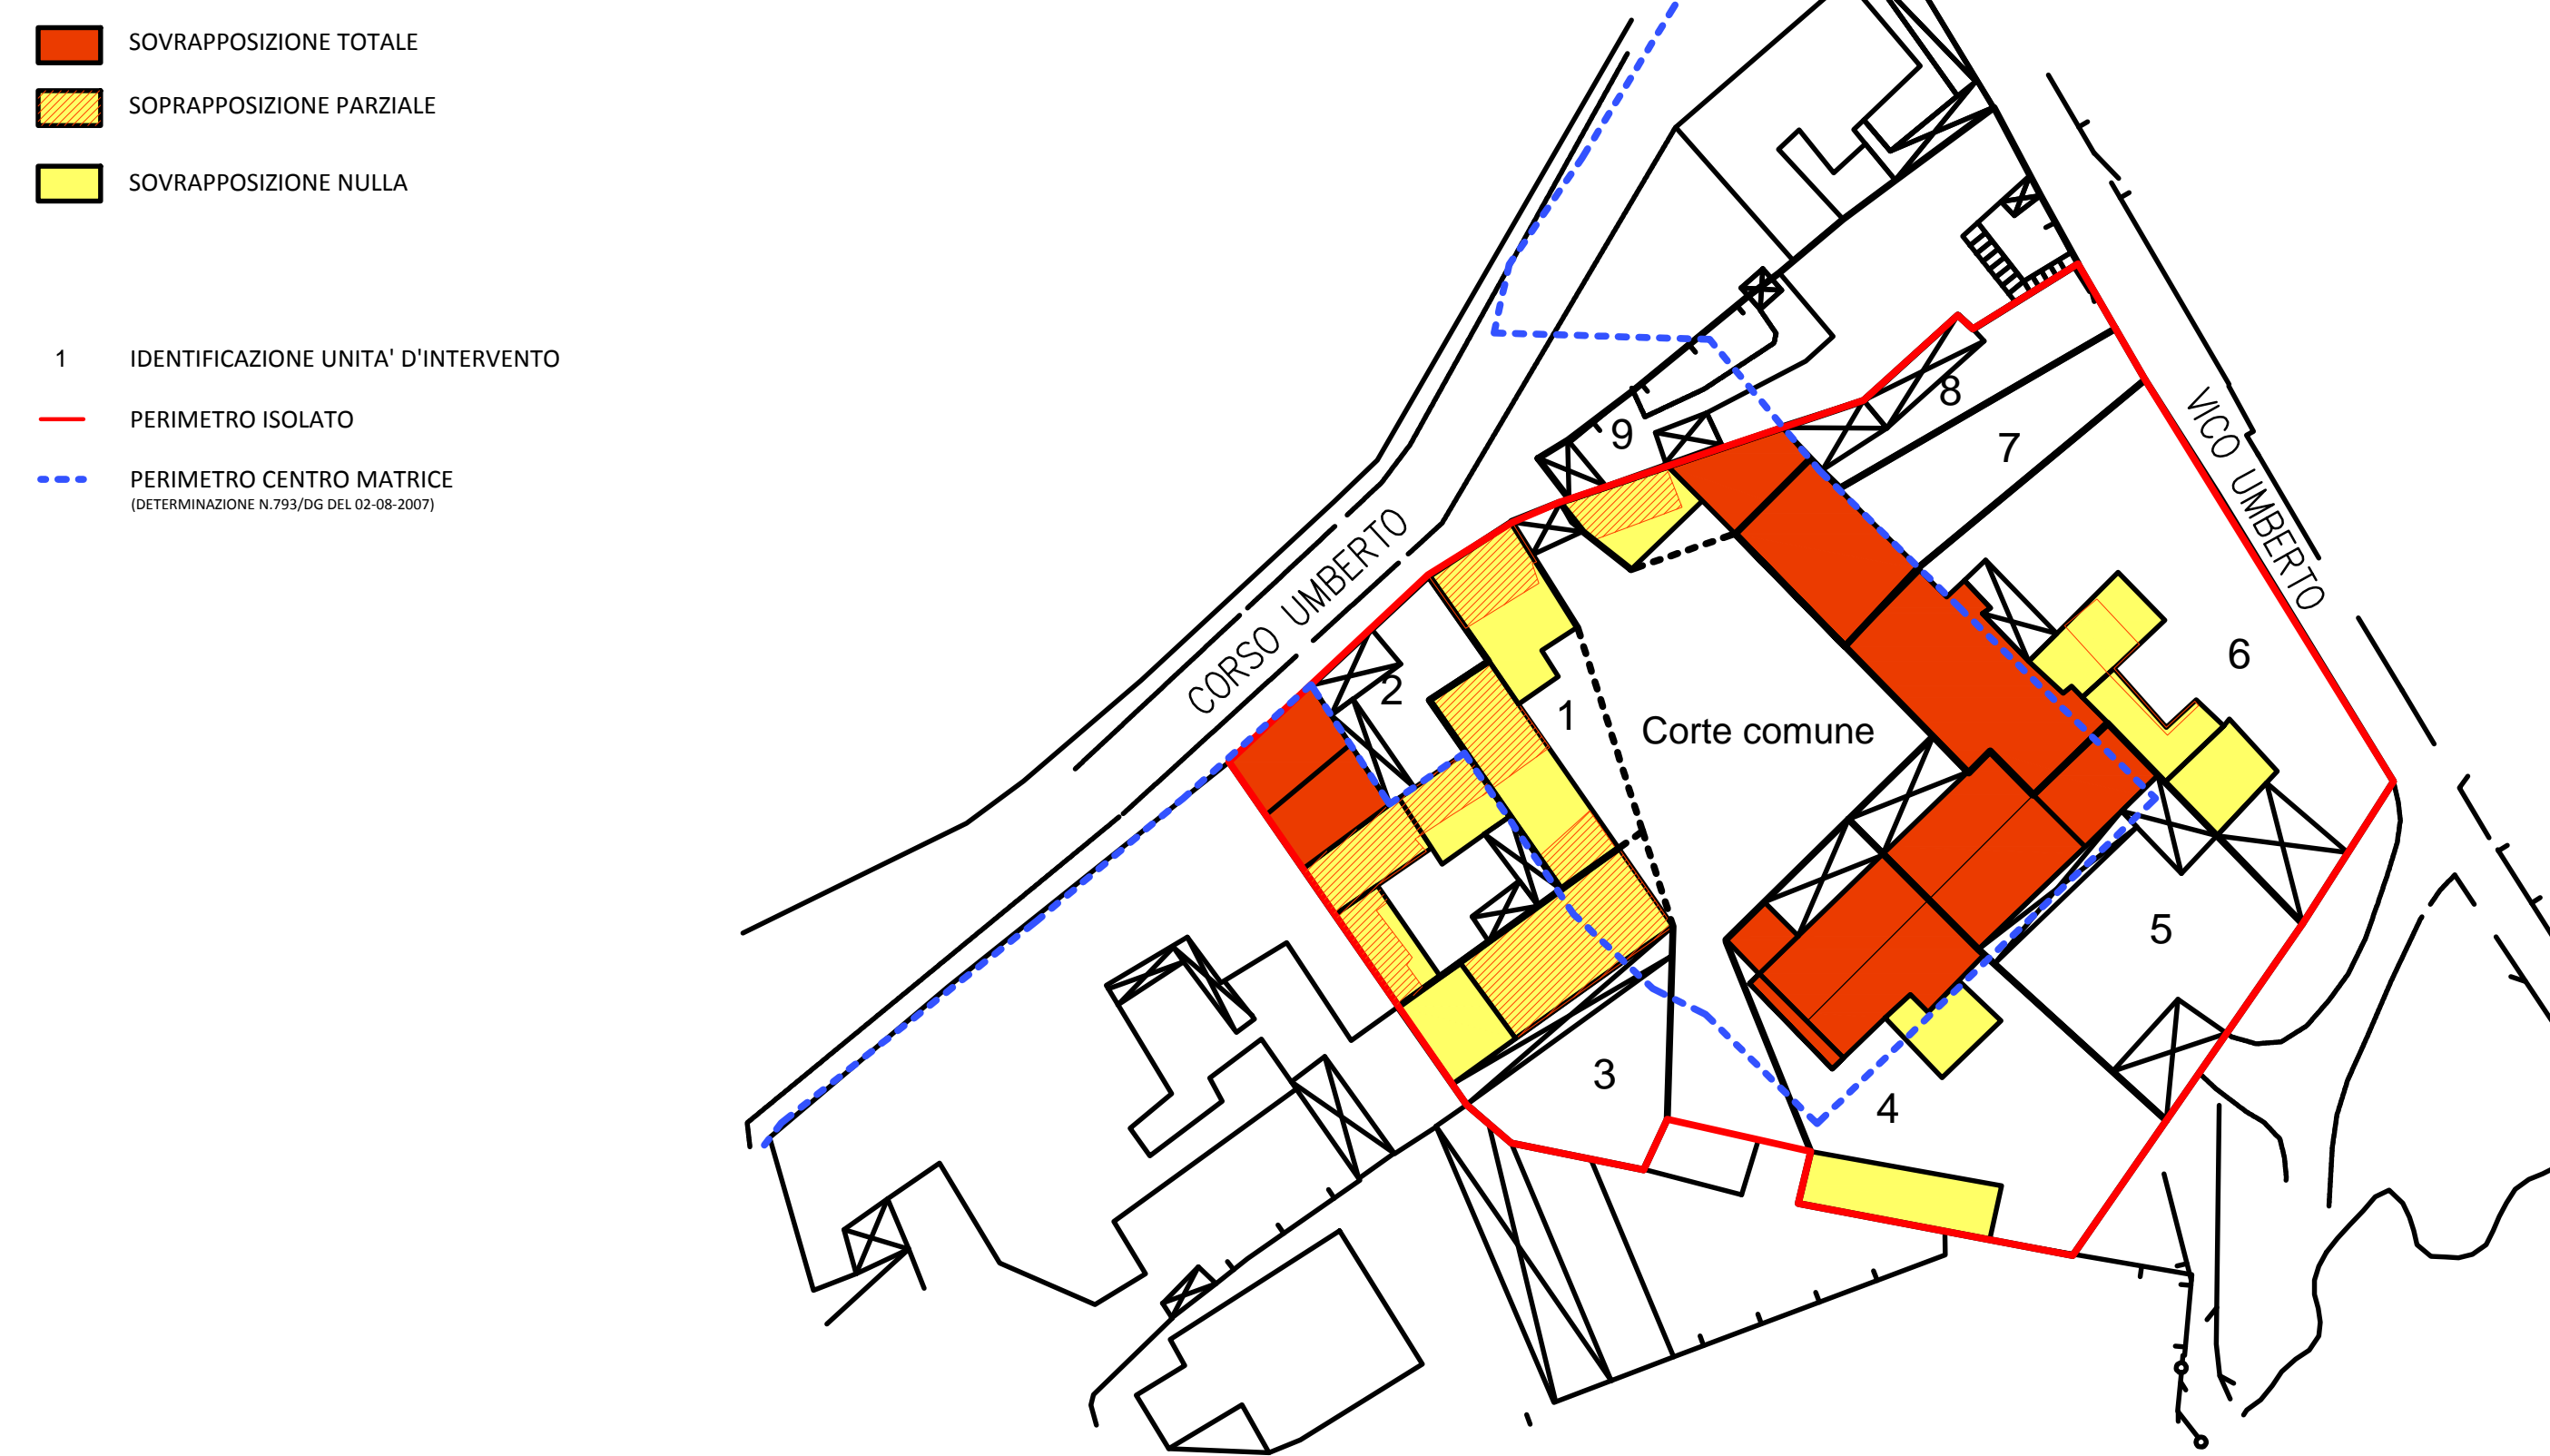 SOVRAPPOSIZIONE TOTALE
SOPRAPPOSIZIONE PARZIALE
SOVRAPPOSIZIONE NULLA
1 IDENTIFICAZIONE UNITA' D'INTERVENTO
PERIMETRO ISOLATO
PERIMETRO CENTRO MATRICE
(DETERMINAZIONE N.793/DG DEL 02-08-2007)
8
9
7
VICO UMBERTO
CORSO UMBERTO
6
2
1
Corte comune
5
3
4